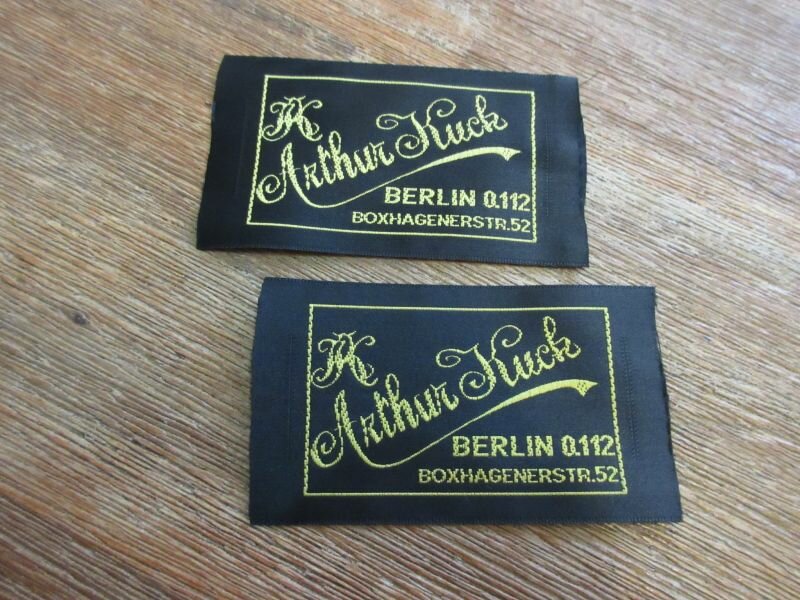 AK
Arthur Kuck
BERLIN O.112
BOXHAGENERSTR.52
AK
Arthur Kuck
BERLIN O.112
BOXHAGENERSTR.52